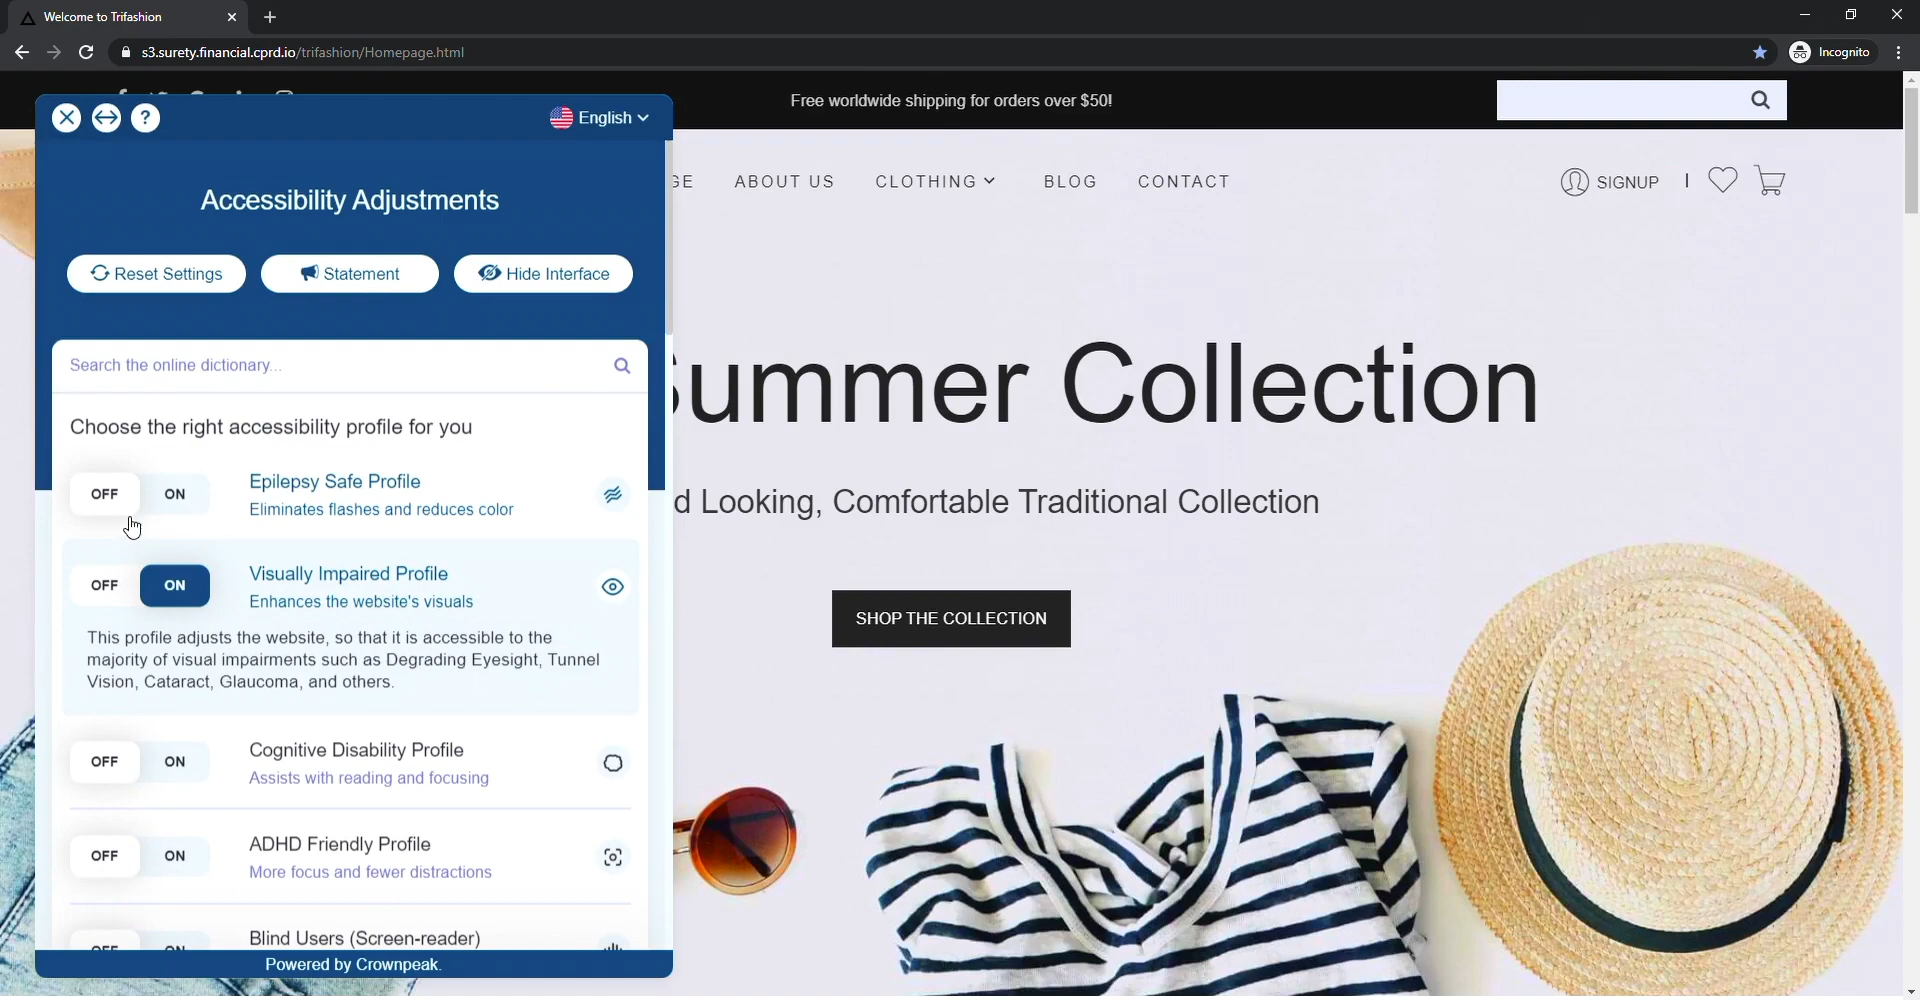 Welcome to Trifashion
s3.surety.financial.cprd.io/trifashion/Homepage.html
Incognito
Free worldwide shipping for orders over $50!
?
English
ABOUT US
CLOTHING
BLOG
CONTACT
SIGNUP
Accessibility Adjustments
Reset Settings
Statement
Hide Interface
Search the online dictionary...
Choose the right accessibility profile for you
OFF
ON
Epilepsy Safe Profile
Eliminates flashes and reduces color
OFF
ON
Visually Impaired Profile
Enhances the website's visuals
This profile adjusts the website, so that it is accessible to the
majority of visual impairments such as Degrading Eyesight, Tunnel
Vision, Cataract, Glaucoma, and others.
OFF
ON
Cognitive Disability Profile
Assists with reading and focusing
OFF
ON
ADHD Friendly Profile
More focus and fewer distractions
OFF
ON
Blind Users (Screen-reader)
Powered by Crownpeak.
ummer Collection
d Looking, Comfortable Traditional Collection
SHOP THE COLLECTION